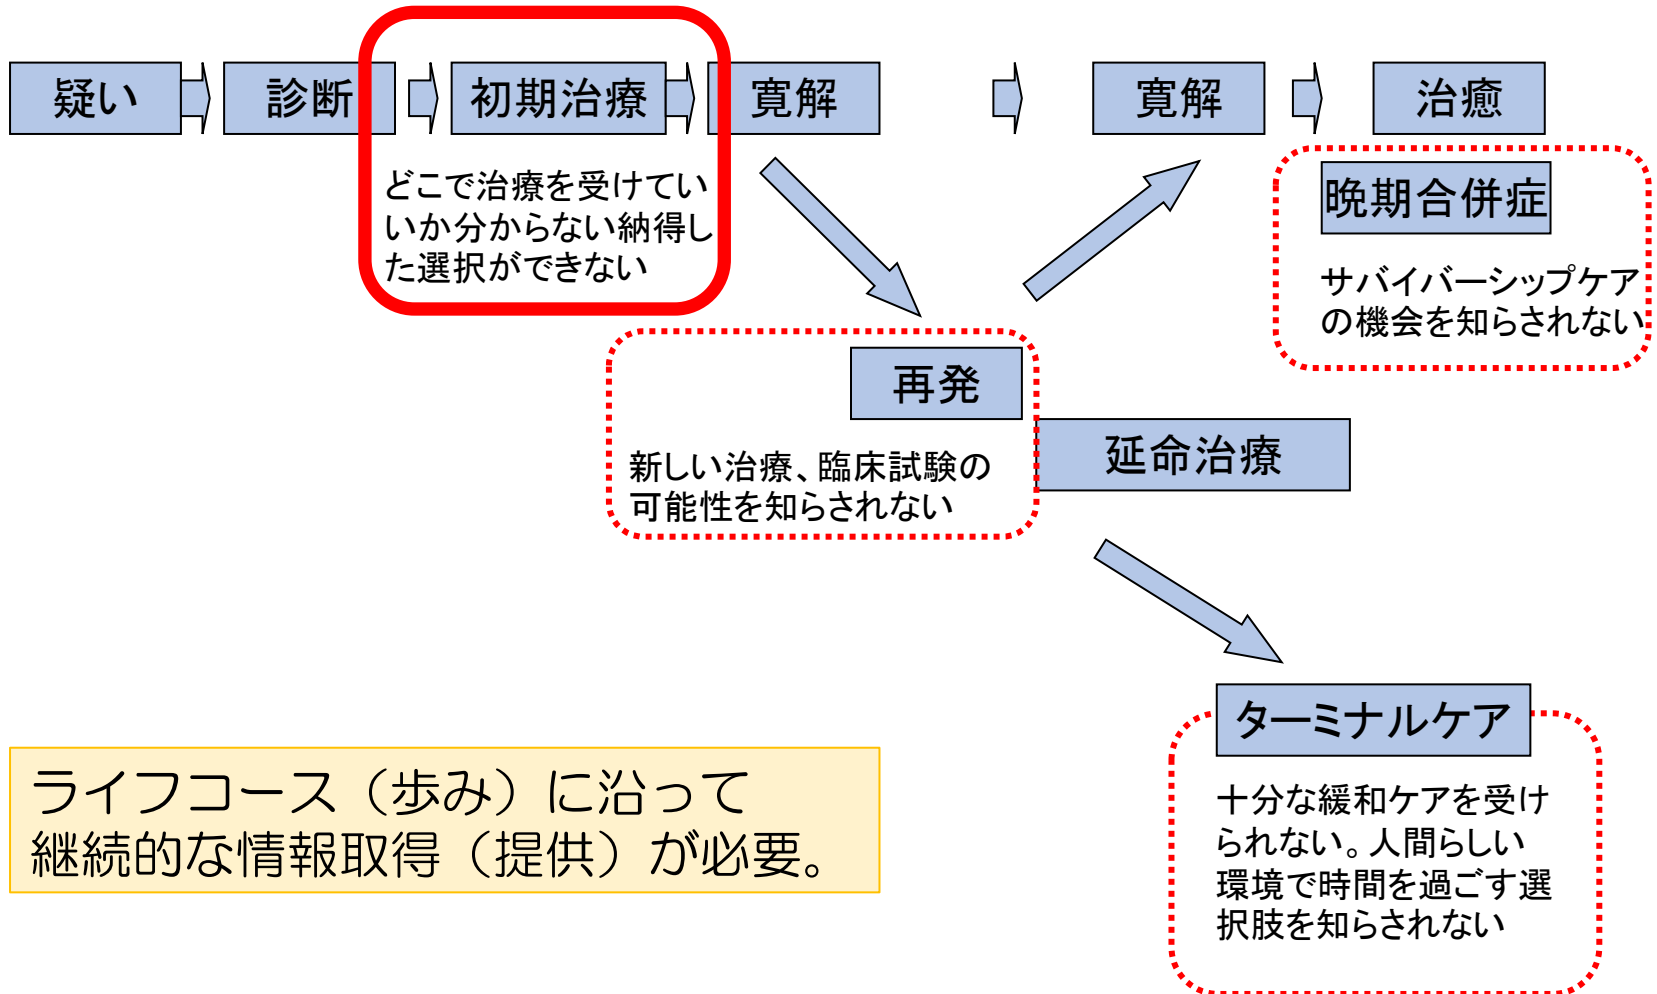 疑い
診断
初期治療
寛解
寛解
治癒
どこで治療を受けてい
いか分からない納得し
た選択ができない
晩期合併症
サバイバーシップケア
の機会を知らされない
再発
新しい治療、臨床試験の
可能性を知らされない
延命治療
ターミナルケア
十分な緩和ケアを受け
られない。人間らしい
環境で時間を過ごす選
択肢を知らされない
ライフコース（歩み）に沿って
継続的な情報取得（提供）が必要。